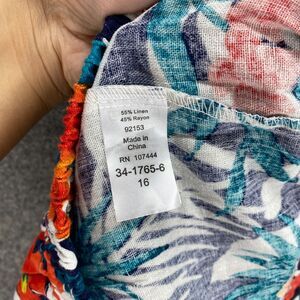 55% Linen
45% Rayon
92153
Made in
China
RN 107444
34-1765-6
16